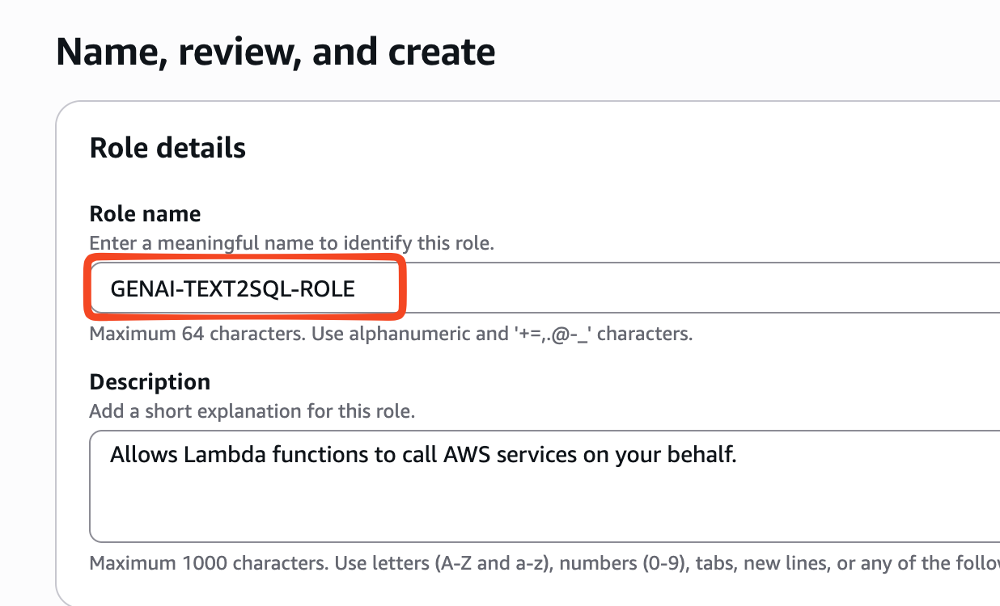 Name, review, and create
Role details
Role name
Enter a meaningful name to identify this role.
GENAI-TEXT2SQL-ROLE
Maximum 64 characters. Use alphanumeric and '+=,.@-_' characters.
Description
Add a short explanation for this role.
Allows Lambda functions to call AWS services on your behalf.
Maximum 1000 characters. Use letters (A-Z and a-z), numbers (0-9), tabs, new lines, or any of the